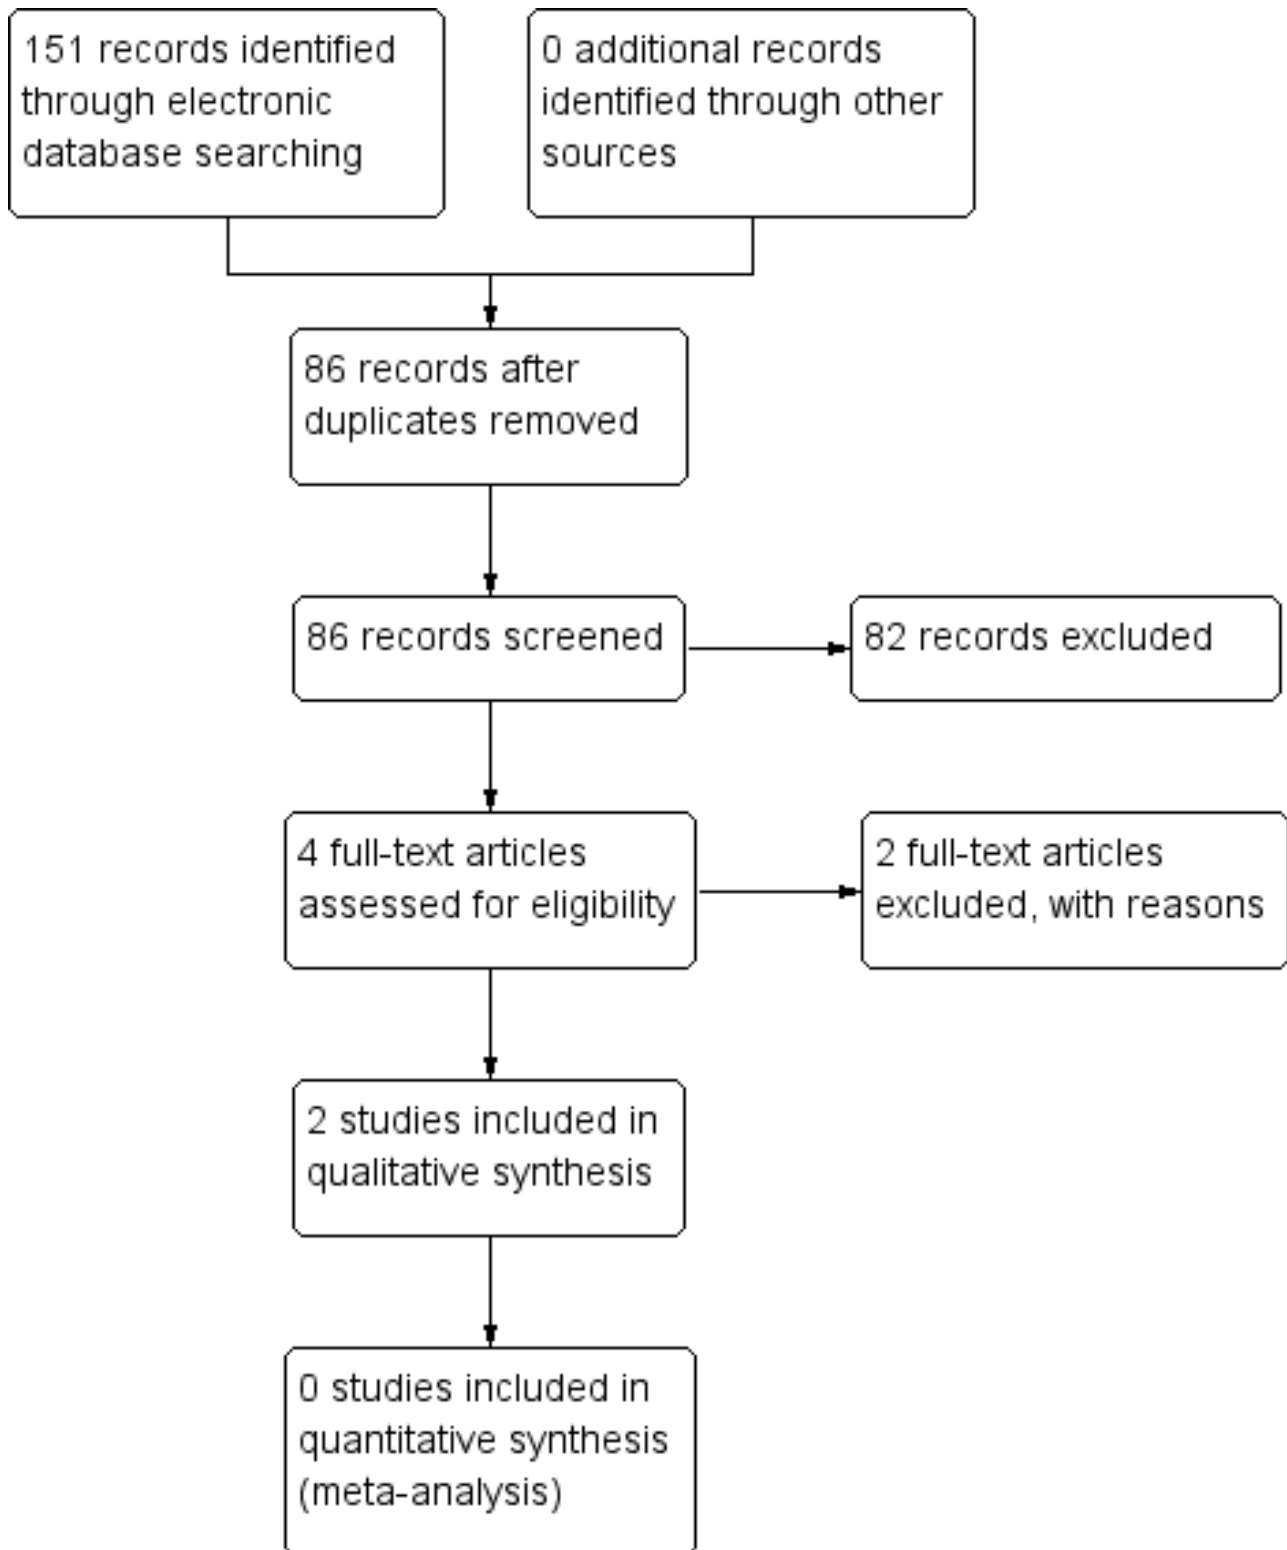 151 records identified
through electronic
database searching
0 additional records
identified through other
sources
86 records after
duplicates removed
86 records screened
82 records excluded
4 full-text articles
assessed for eligibility
2 full-text articles
excluded, with reasons
2 studies included in
qualitative synthesis
0 studies included in
quantitative synthesis
(meta-analysis)